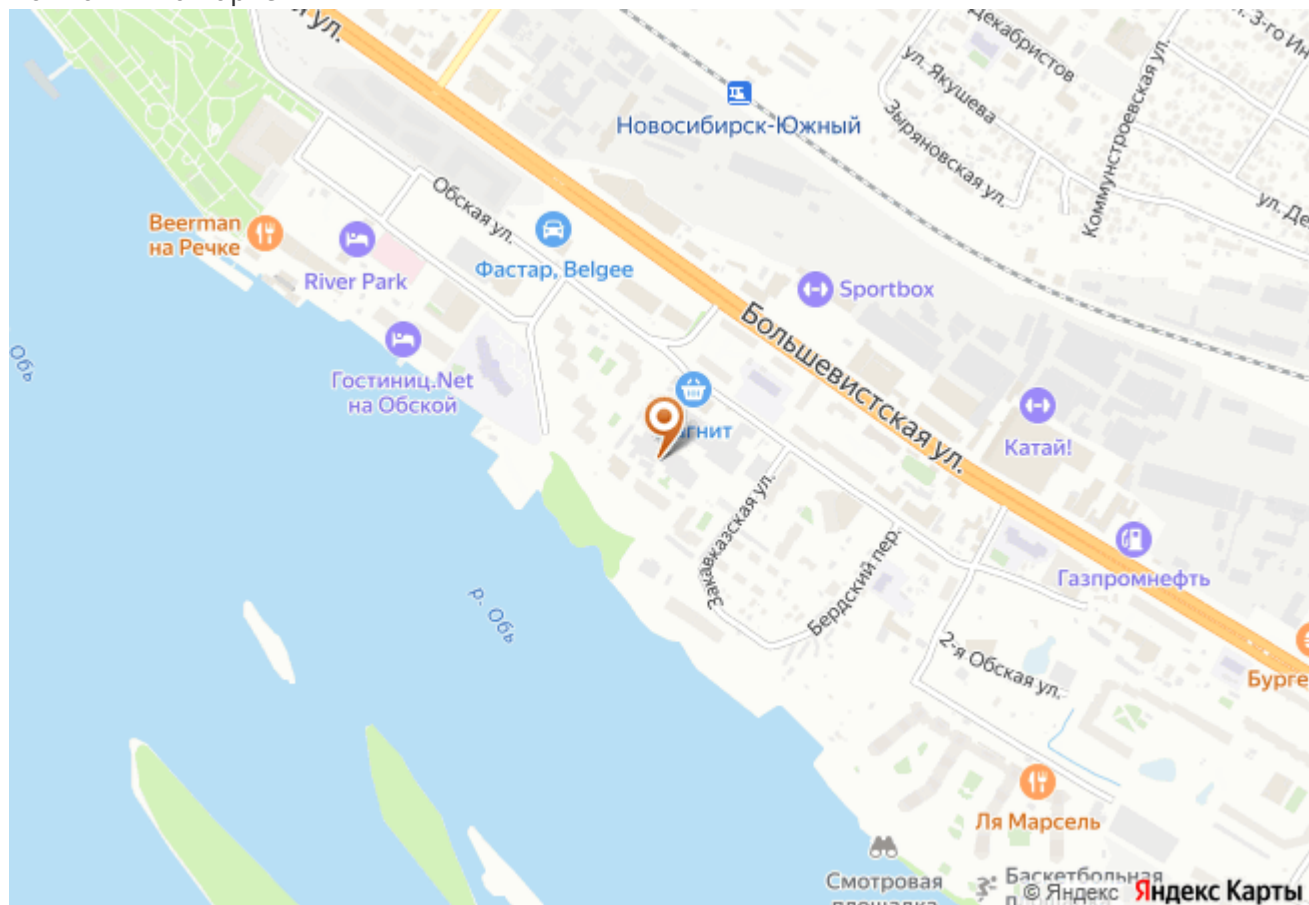 ул.
Декабристов
3-го Ин
ул. Якушева
Коммунстроевская ул.
Новосибирск-Южный
Зыряновская ул.
ул. Де
Обская ул.
Beerman
на Речке
Фастар, Belgee
River Park
Sportbox
Большевистская ул.
Обь
Гостиниц.Net
на Обской
гнит
Катай!
Закавказская ул.
Бердский пер.
Газпромнефть
р. Обь
2-я Обская ул.
Бурге
Ля Марсель
Смотровая
площадка
Баскетбольная
© Яндекс Яндекс Карты